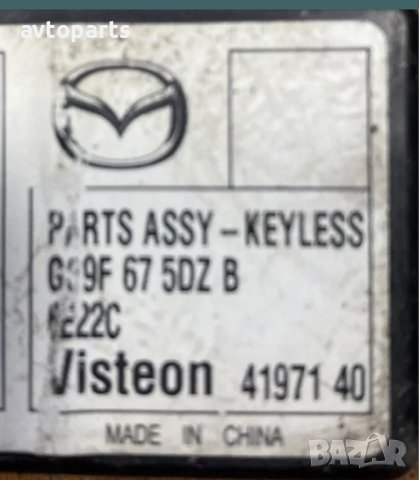 avtoparts
PARTS ASSY-KEYLESS
67 5DZ B
Visteon 41971 40
MADE IN CHINA
BAZAR